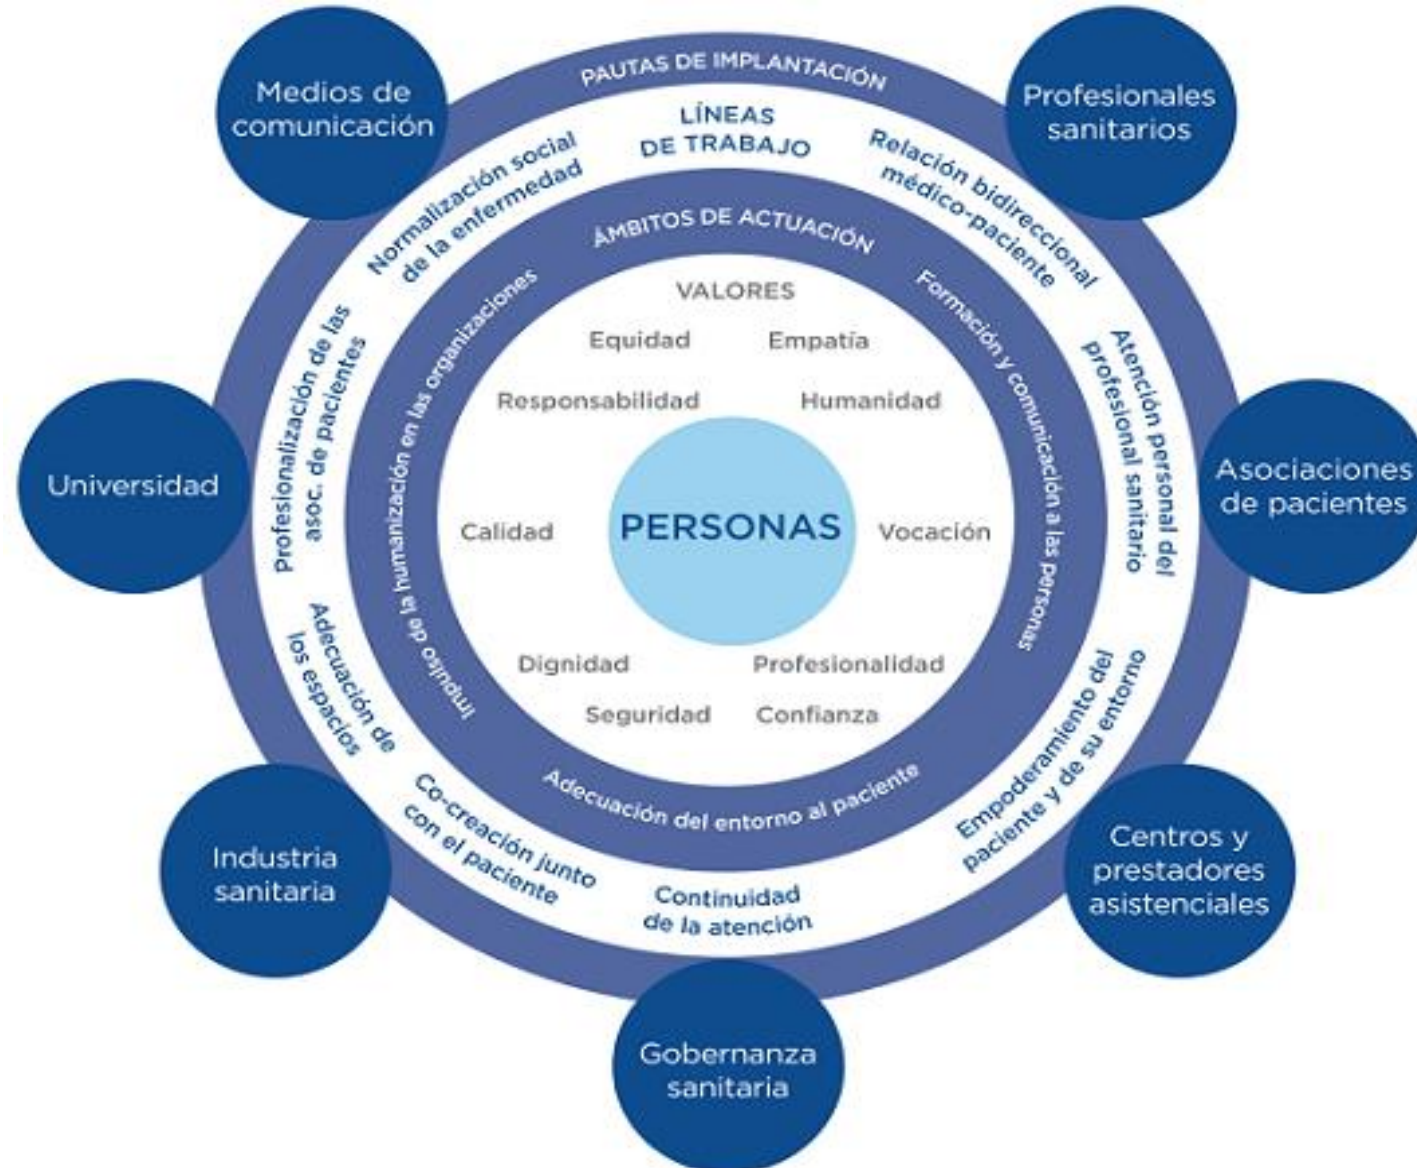 Medios de
comunicación
Profesionales
sanitarios
Asociaciones
de pacientes
Centros y
prestadores
asistenciales
Gobernanza
sanitaria
Industria
sanitaria
Universidad
PAUTAS DE IMPLANTACIÓN
LÍNEAS
DE TRABAJO
Relación bidireccional
médico-paciente
Atención personal del
profesional sanitario
Empoderamiento del
paciente y de su entorno
Continuidad
de la atención
Co-creación junto
con el paciente
Adecuación de
los espacios
Profesionalización de las
asoc. de pacientes
Normalización social
de la enfermedad
ÁMBITOS DE ACTUACIÓN
Formación y comunicación a las personas
Adecuación del entorno al paciente
Impulso de la humanización en las organizaciones
VALORES
Equidad
Empatía
Responsabilidad
Humanidad
Calidad
PERSONAS
Vocación
Dignidad
Profesionalidad
Seguridad
Confianza